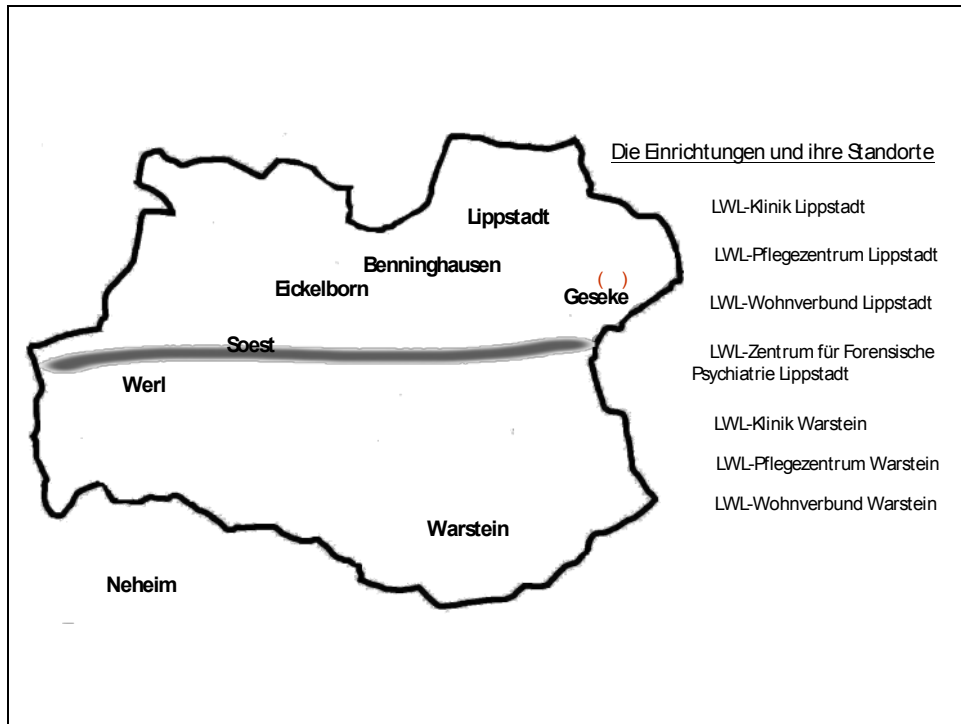 Die Einrichtungen und ihre Standorte
LWL-Klinik Lippstadt
LWL-Pflegezentrum Lippstadt
LWL-Wohnverbund Lippstadt
LWL-Zentrum für Forensische
Psychiatrie Lippstadt
LWL-Klinik Warstein
LWL-Pflegezentrum Warstein
LWL-Wohnverbund Warstein
Lippstadt
Benninghausen
Eickelborn
( )
Geseke
Soest
Werl
Warstein
Neheim